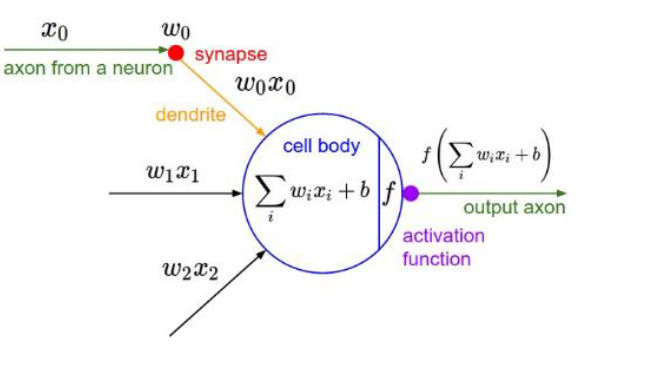 x₀
w₀
synapse
axon from a neuron
w₀x₀
dendrite
cell body
f(∑ᵢ wᵢxᵢ + b)
w₁x₁
∑ᵢ wᵢxᵢ + b
f
output axon
activation
function
w₂x₂